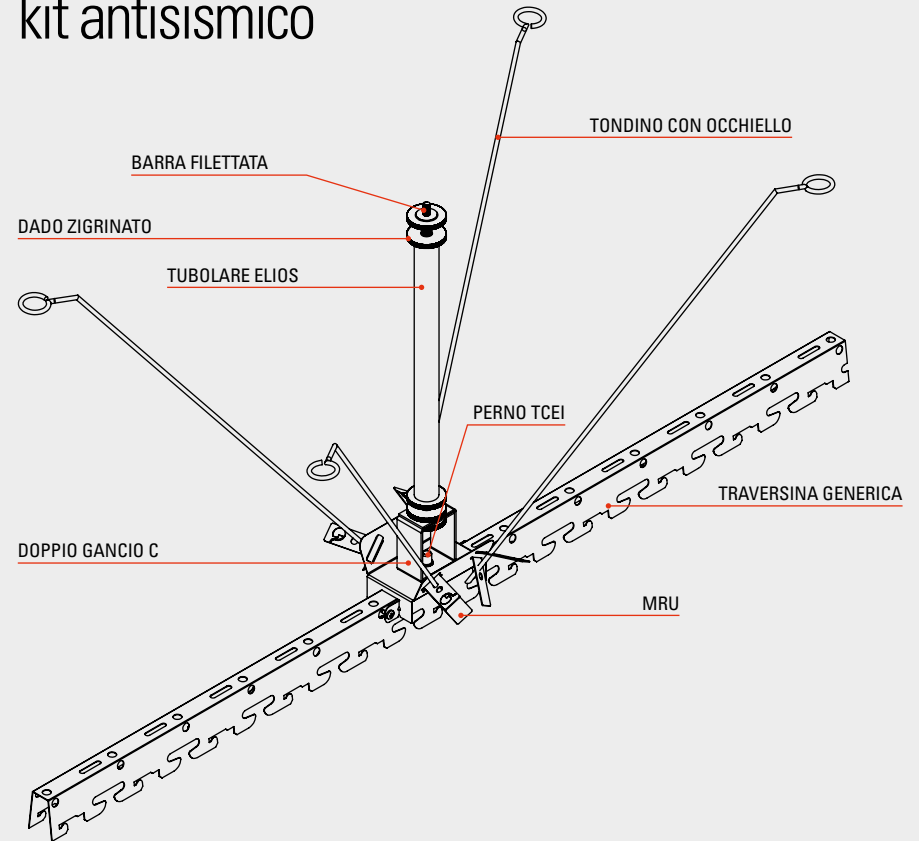 kit antisismico
TONDINO CON OCCHIELLO
BARRA FILETTATA
DADO ZIGRINATO
TUBOLARE ELIOS
PERNO TCEI
TRAVERSINA GENERICA
DOPPIO GANCIO C
MRU